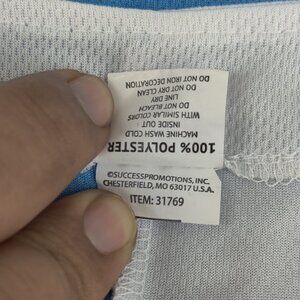 100% POLYESTER
MACHINE WASH COLD
INSIDE OUT
WITH SIMILAR COLORS
DO NOT BLEACH
LINE DRY
DO NOT DRY CLEAN
DO NOT IRON DECORATION
©SUCCESSPROMOTIONS, INC.
CHESTERFIELD, MO 63017 U.S.A.
ITEM: 31769